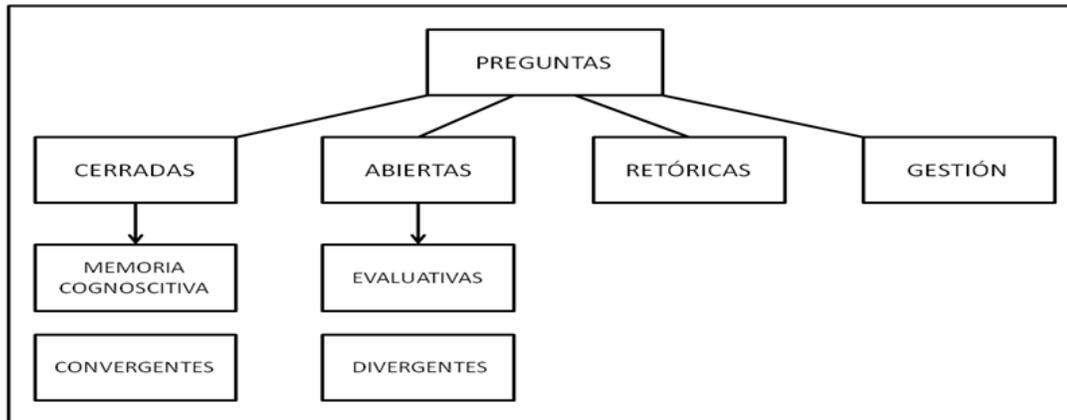 PREGUNTAS
CERRADAS
ABIERTAS
RETÓRICAS
GESTIÓN
MEMORIA
COGNOSCITIVA
EVALUATIVAS
CONVERGENTES
DIVERGENTES